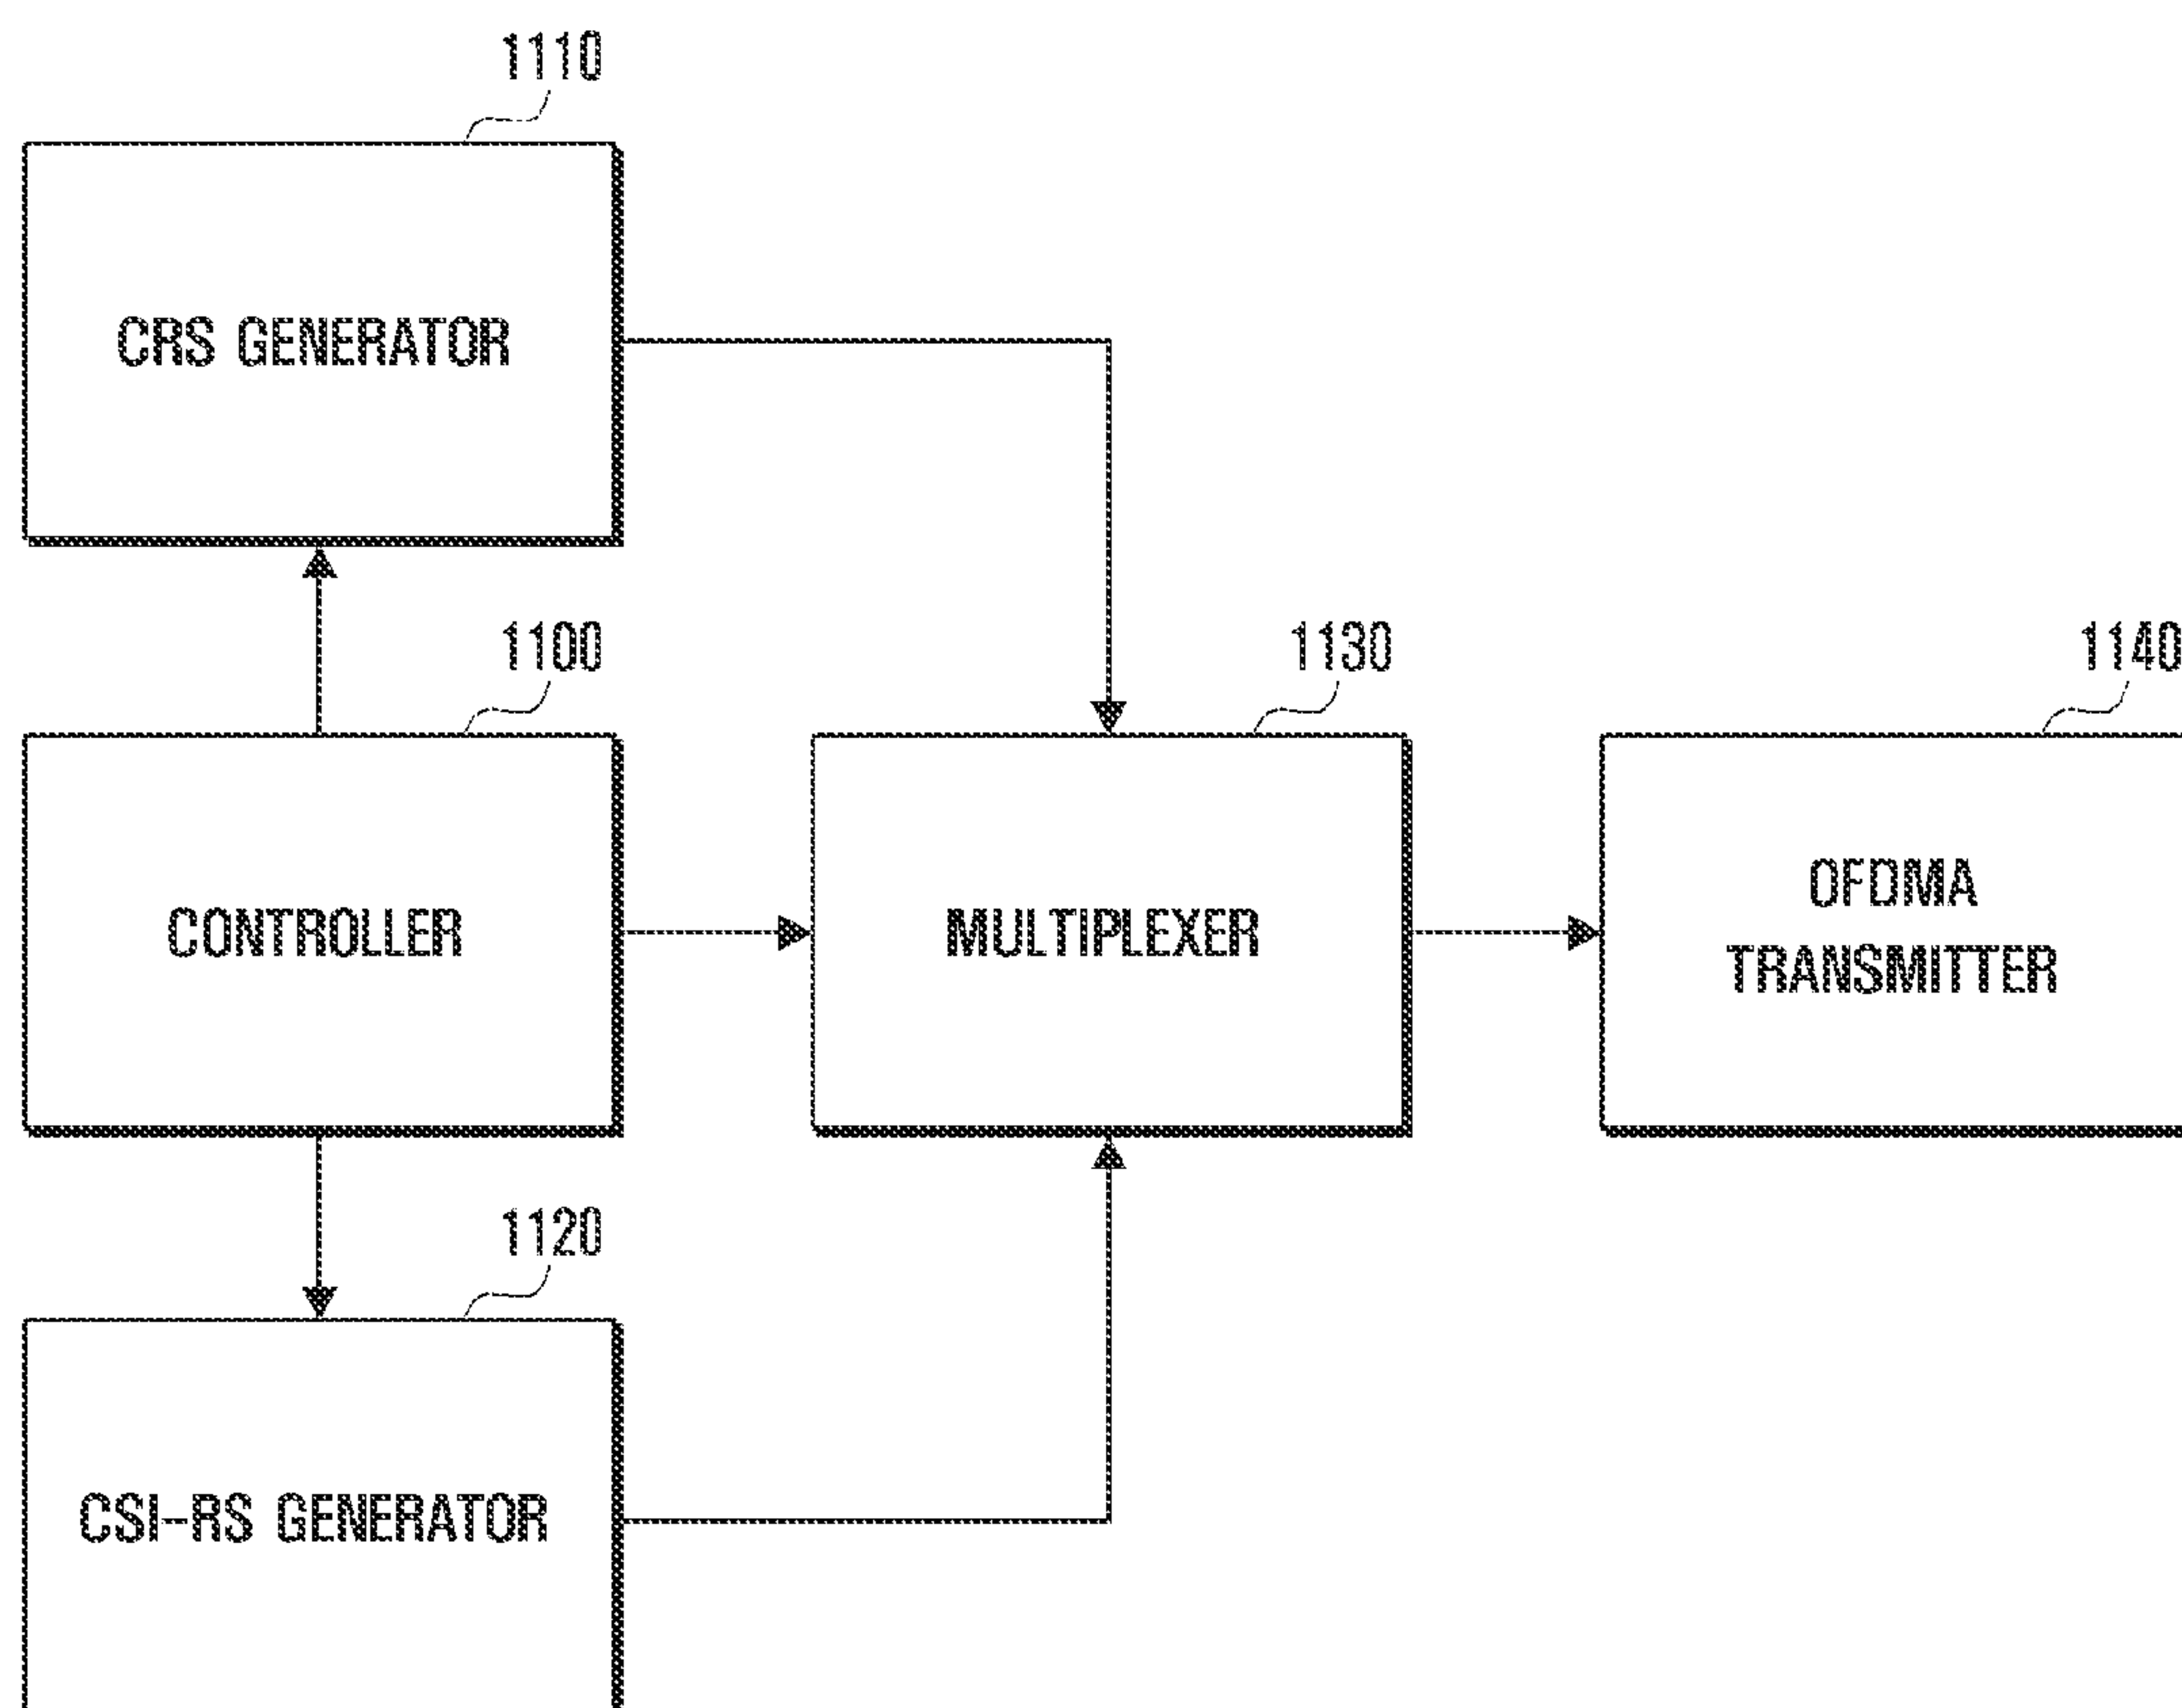 1110
CRS GENERATOR
1100
1130
1140
CONTROLLER
MULTIPLEXER
OFDMA
TRANSMITTER
1120
CSI-RS GENERATOR